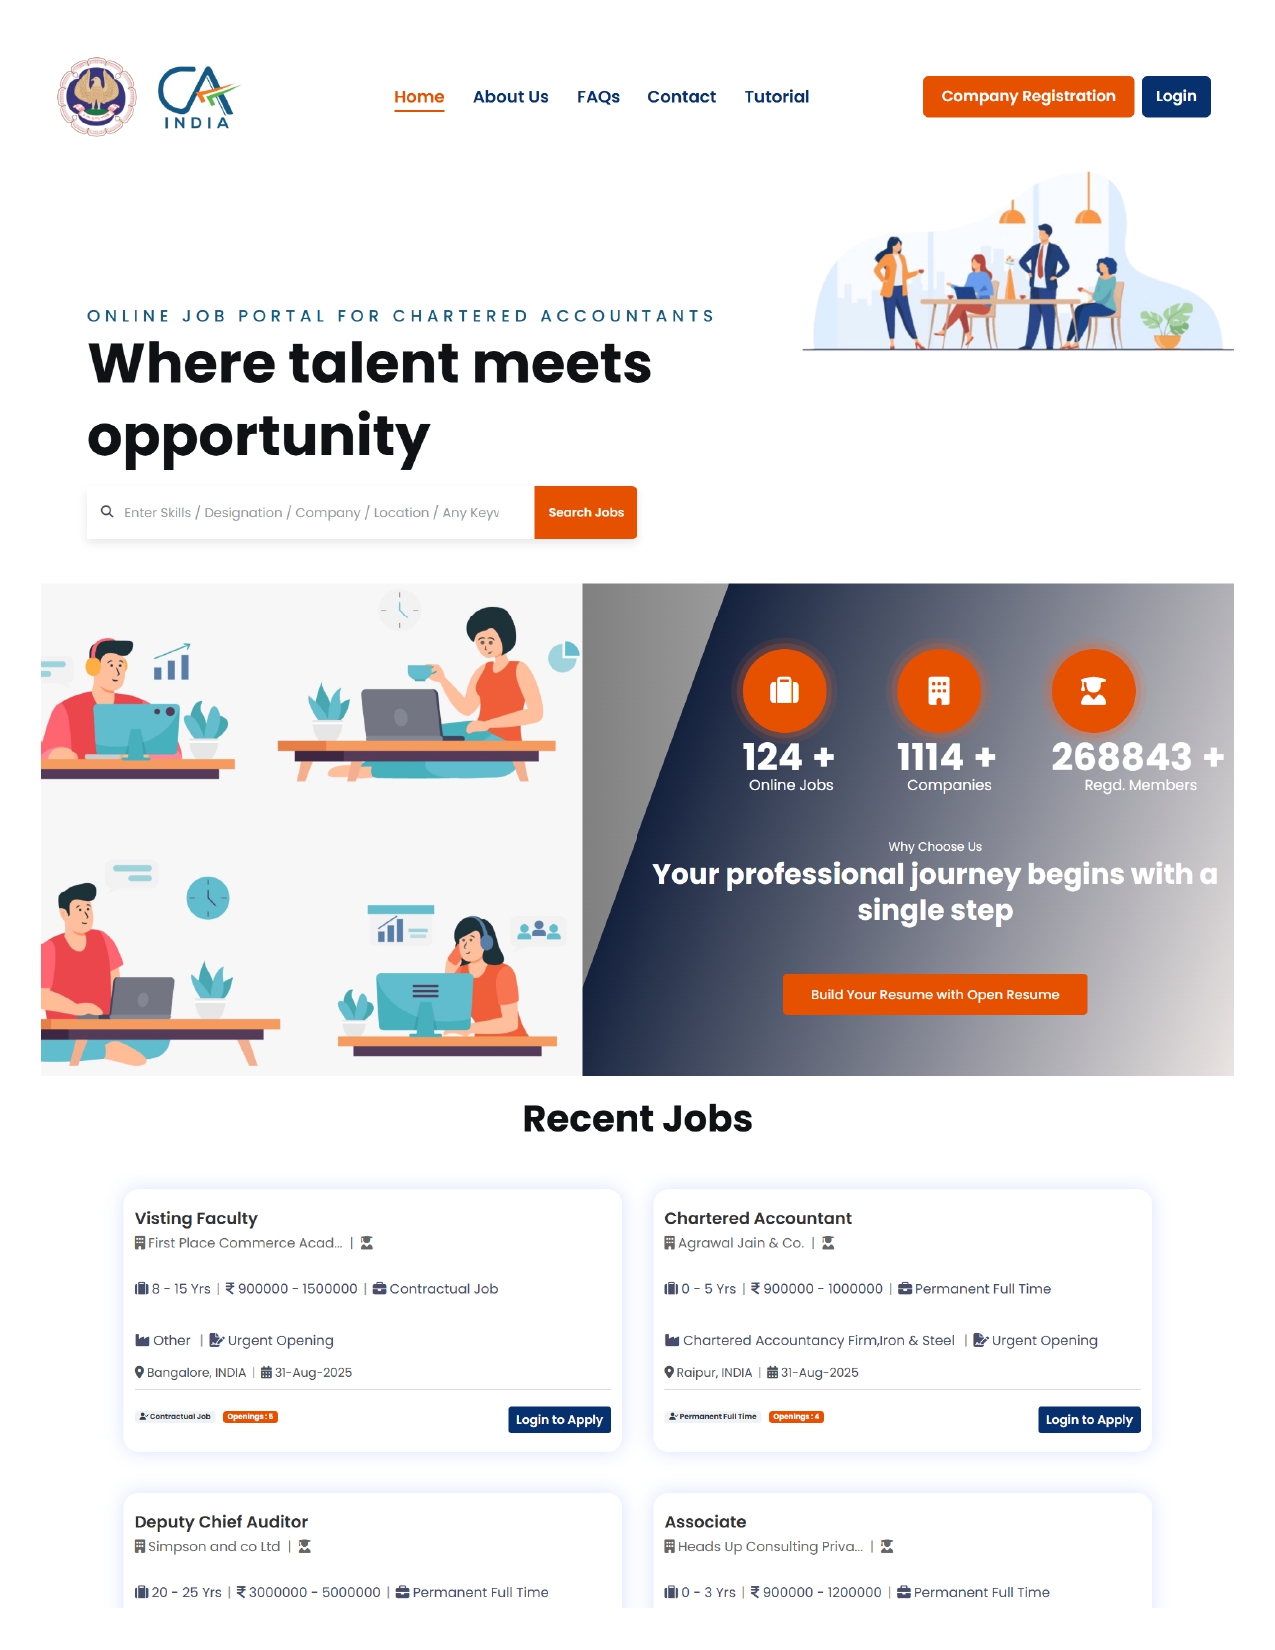 CA
INDIA
Home About Us FAQs Contact Tutorial
Company Registration Login
ONLINE JOB PORTAL FOR CHARTERED ACCOUNTANTS
Where talent meets
opportunity
Enter Skills / Designation / Company / Location / Any Keyv
Search Jobs
124 + 1114 + 268843 +
Online Jobs Companies Regd. Members
Why Choose Us
Your professional journey begins with a
single step
Build Your Resume with Open Resume
Recent Jobs
Visting Faculty
First Place Commerce Acad... |
8 - 15 Yrs | ₹ 900000 - 1500000 | Contractual Job
Other | Urgent Opening
Bangalore, INDIA | 31-Aug-2025
Contractual Job Openings : 5 Login to Apply
Chartered Accountant
Agrawal Jain & Co. |
0 - 5 Yrs | ₹ 900000 - 1000000 | Permanent Full Time
Chartered Accountancy Firm,Iron & Steel | Urgent Opening
Raipur, INDIA | 31-Aug-2025
Permanent Full Time Openings : 4 Login to Apply
Deputy Chief Auditor
Simpson and co Ltd |
20 - 25 Yrs | ₹ 3000000 - 5000000 | Permanent Full Time
Associate
Heads Up Consulting Priva... |
0 - 3 Yrs | ₹ 900000 - 1200000 | Permanent Full Time